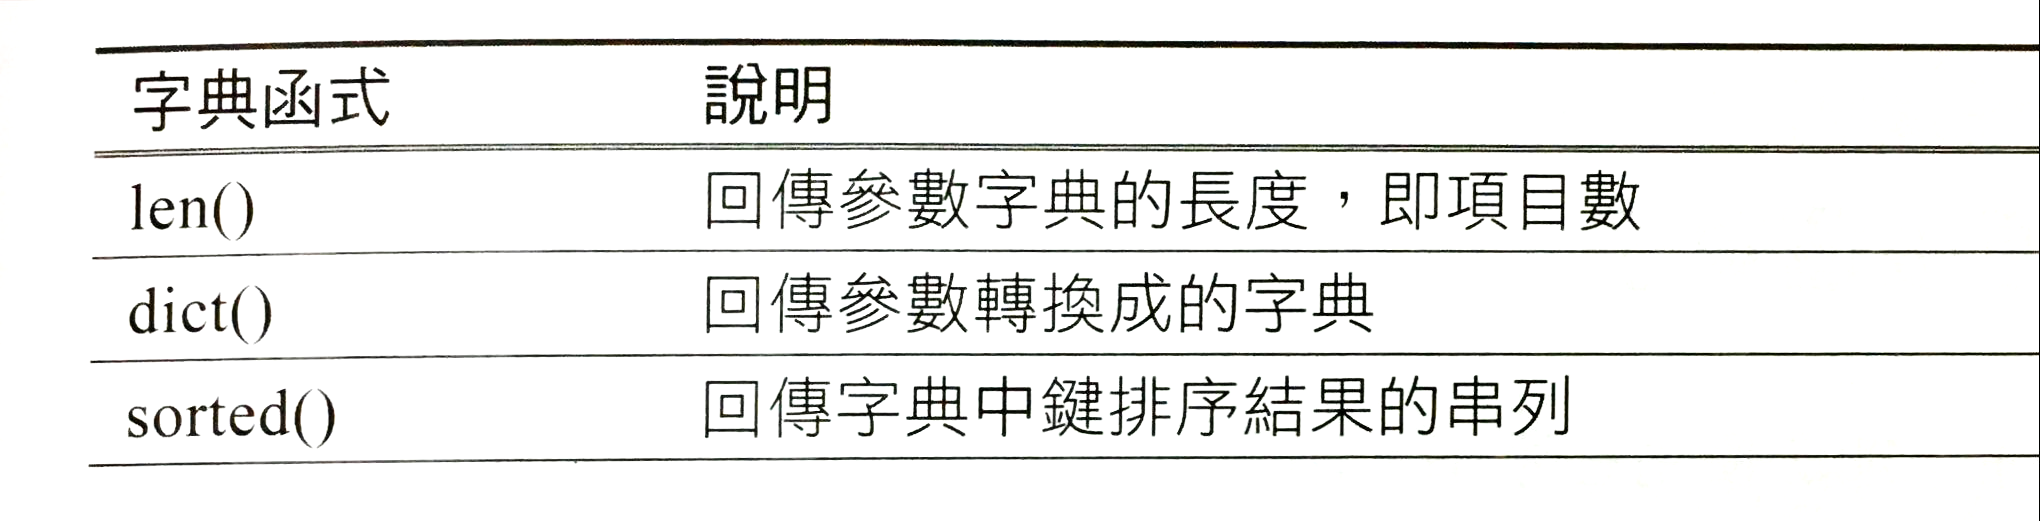 字典函式 說明
len() 回傳參數字典的長度，即項目數
dict() 回傳參數轉換成的字典
sorted() 回傳字典中鍵排序結果的串列